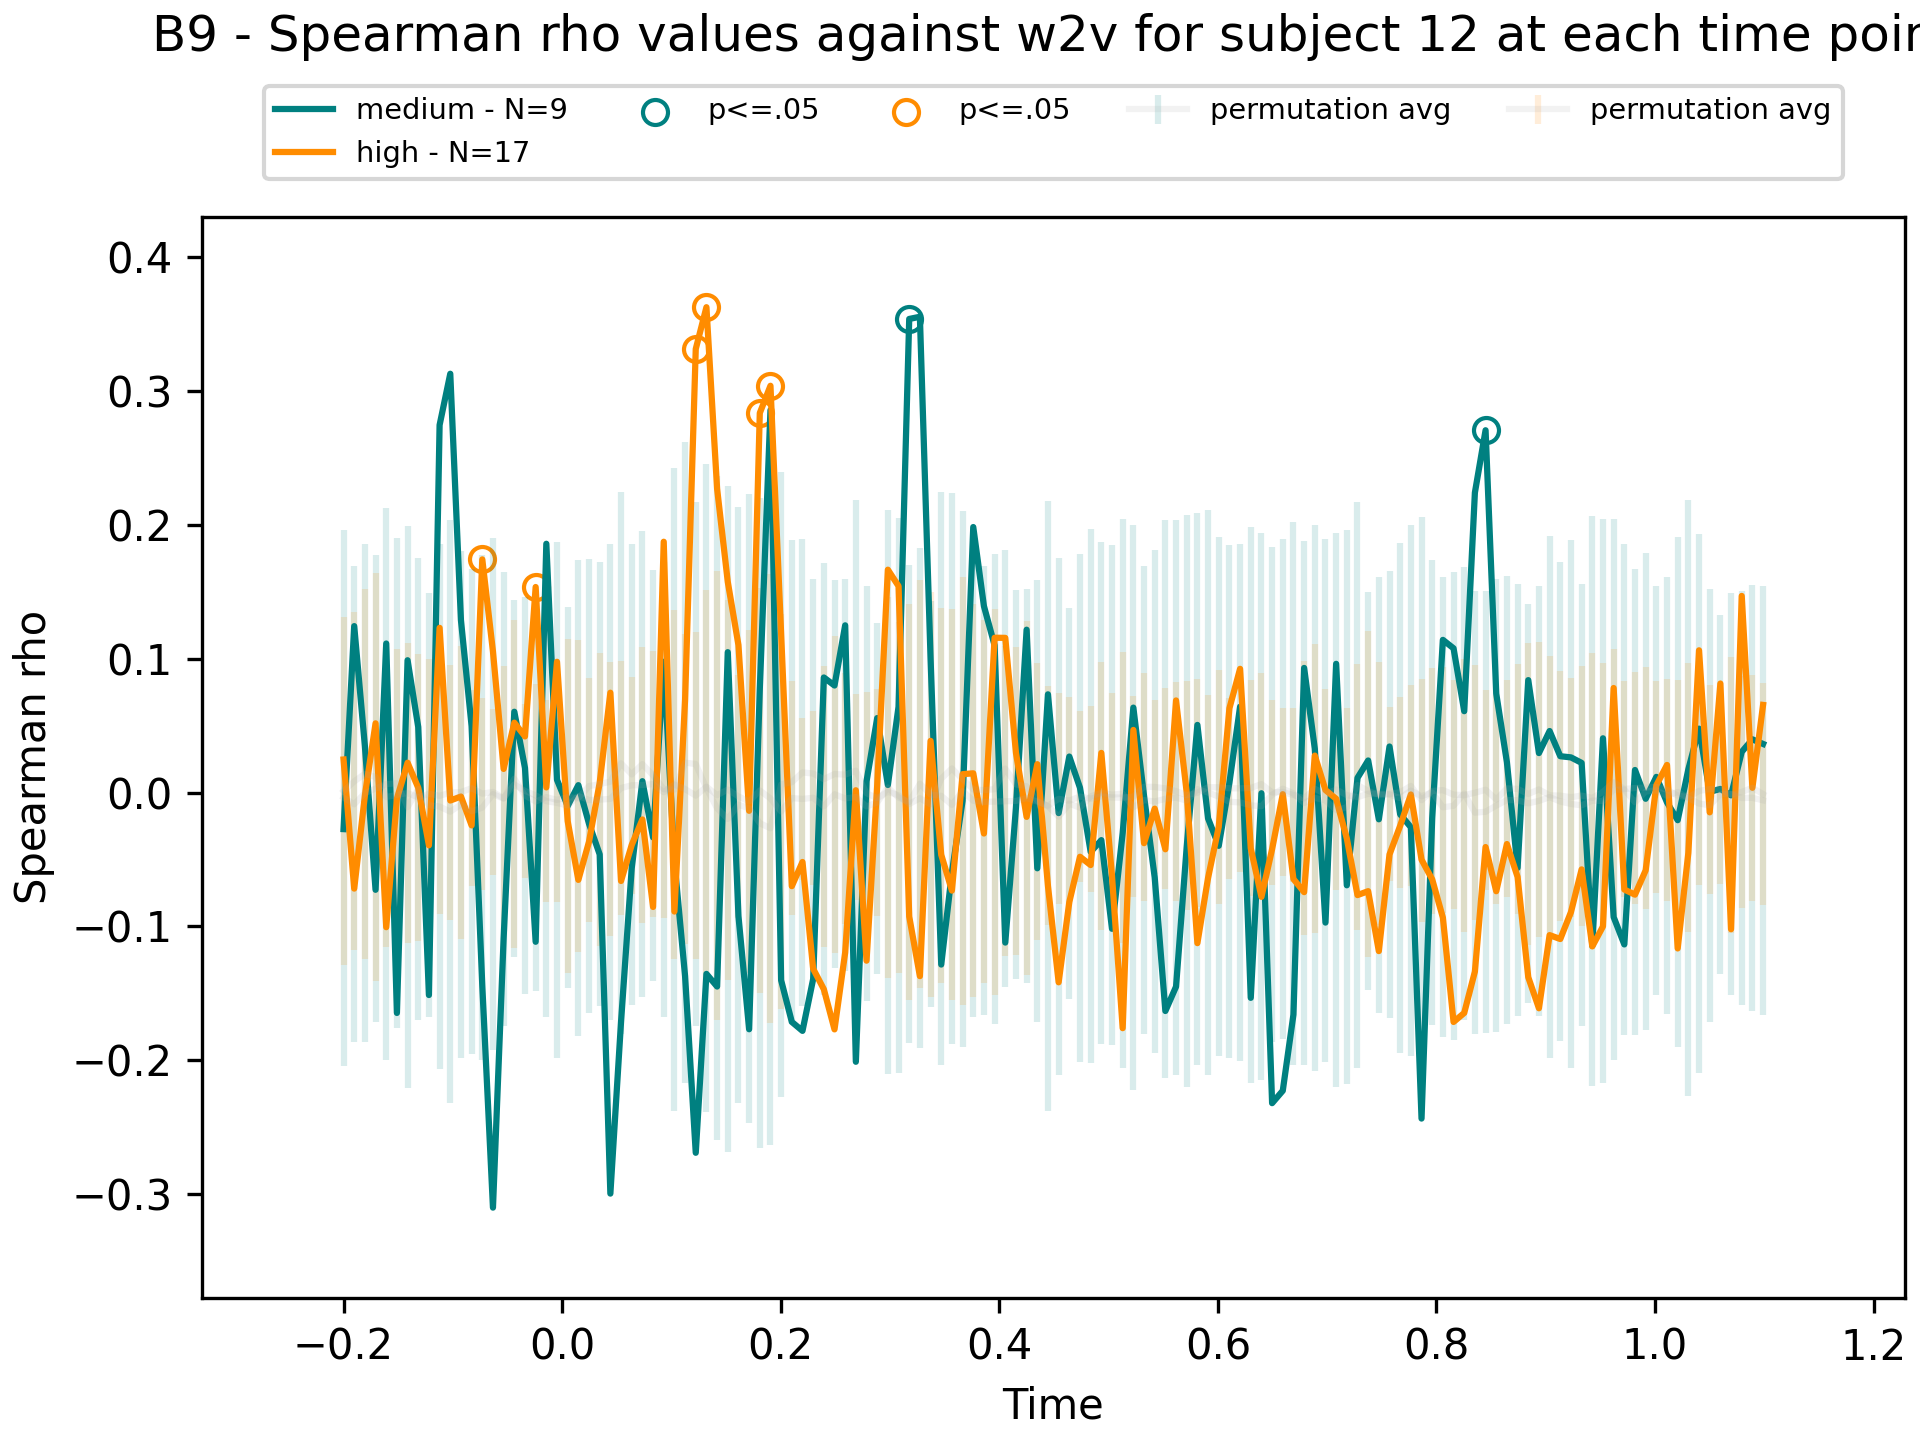 B9 - Spearman rho values against w2v for subject 12 at each time poin
medium - N=9 p<=.05 p<=.05 permutation avg permutation avg
high - N=17
0.4
0.3
0.2
0.1
0.0
−0.1
−0.2
−0.3
Spearman rho
−0.2 0.0 0.2 0.4 0.6 0.8 1.0 1.2
Time